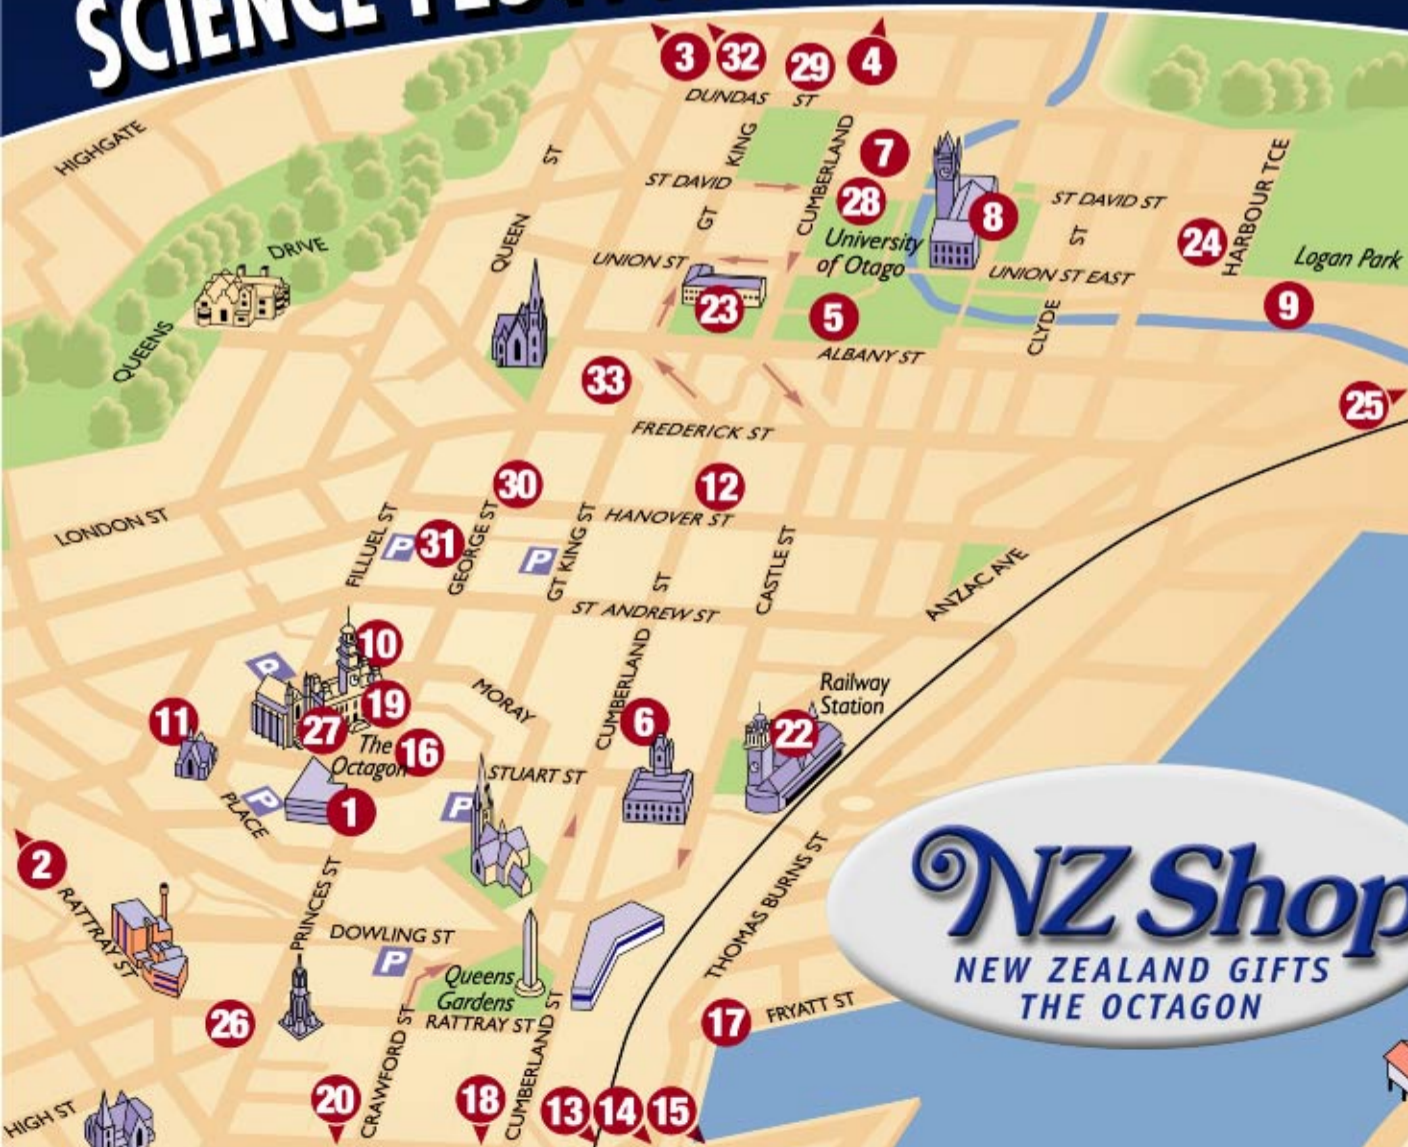 SCIENCE
3
32
29
4
DUNDAS ST
HIGHGATE
KING
CUMBERLAND
7
ST
ST DAVID
28
8
ST DAVID ST
HARBOUR TCE
GT
QUEEN
University
of Otago
ST
24
DRIVE
UNION ST
UNION ST EAST
Logan Park
23
5
9
QUEENS
CLYDE
ALBANY ST
33
25
FREDERICK ST
30
12
LONDON ST
FILLUEL ST
P
31
GEORGE ST
P
GT KING ST
HANOVER ST
CASTLE ST
ST
ST ANDREW ST
ANZAC AVE
10
P
MORAY
CUMBERLAND
Railway
Station
11
19
27
The
Octagon
16
6
22
STUART ST
PLACE
P
1
P
2
RATTRAY ST
PRINCES ST
THOMAS BURNS ST
DOWLING ST
P
Queens
Gardens
RATTRAY ST
26
17
FRYATT ST
CRAWFORD ST
CUMBERLAND ST
HIGH ST
20
18
13
14
15
NZ Shop
NEW ZEALAND GIFTS
THE OCTAGON